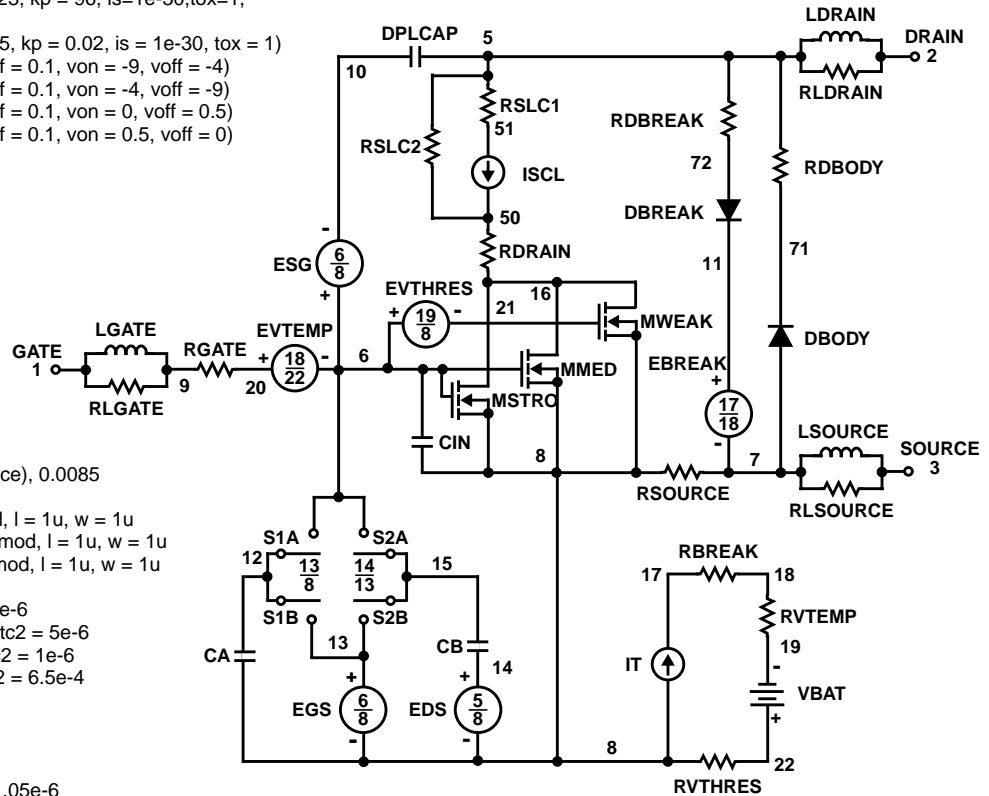 25, kp = 96, is=1e-30,tox=1,
5, kp = 0.02, is = 1e-30, tox = 1)
f = 0.1, von = -9, voff = -4)
f = 0.1, von = -4, voff = -9)
f = 0.1, von = 0, voff = 0.5)
f = 0.1, von = 0.5, voff = 0)
LDRAIN
DRAIN
2
RLDRAIN
DPLCAP
5
10
RSLC1
51
RSLC2
ISCL
50
RDRAIN
RDBREAK
72
RDBODY
DBREAK
71
11
-
ESG
6
8
+
EVTHRES
+
19
8
-
21
16
MWEAK
DBODY
EBREAK
+
17
18
-
GATE
1
LGATE
RLGATE
9
RGATE
20
EVTEMP
+
18
22
-
6
MMED
MSTRO
CIN
8
RSOURCE
7
LSOURCE
SOURCE
3
RLSOURCE
ce), 0.0085
l, l = 1u, w = 1u
mod, l = 1u, w = 1u
mod, l = 1u, w = 1u
e-6
tc2 = 5e-6
c2 = 1e-6
2 = 6.5e-4
.05e-6
S1A
S2A
12
13
8
14
13
15
S1B
S2B
13
CA
CB
14
+
EGS
6
8
-
+
EDS
5
8
-
8
17
RBREAK
18
RVTEMP
19
IT
-
VBAT
+
22
RVTHRES